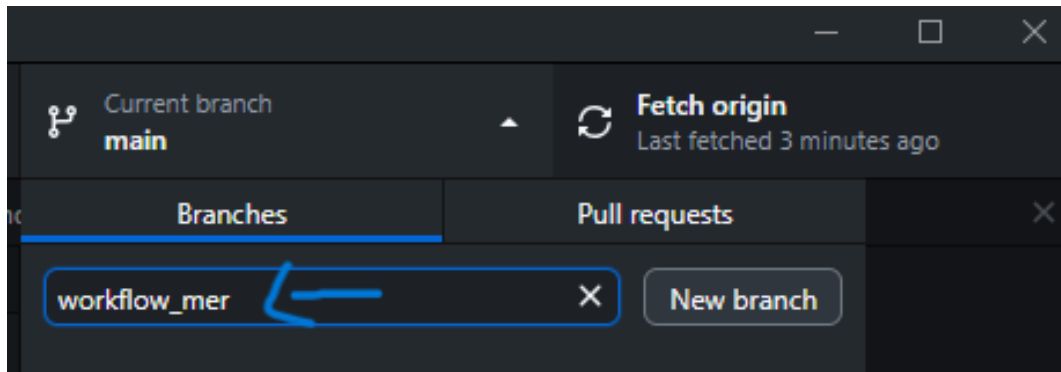 Current branch
main
Fetch origin
Last fetched 3 minutes ago
Branches
Pull requests
workflow_mer
New branch